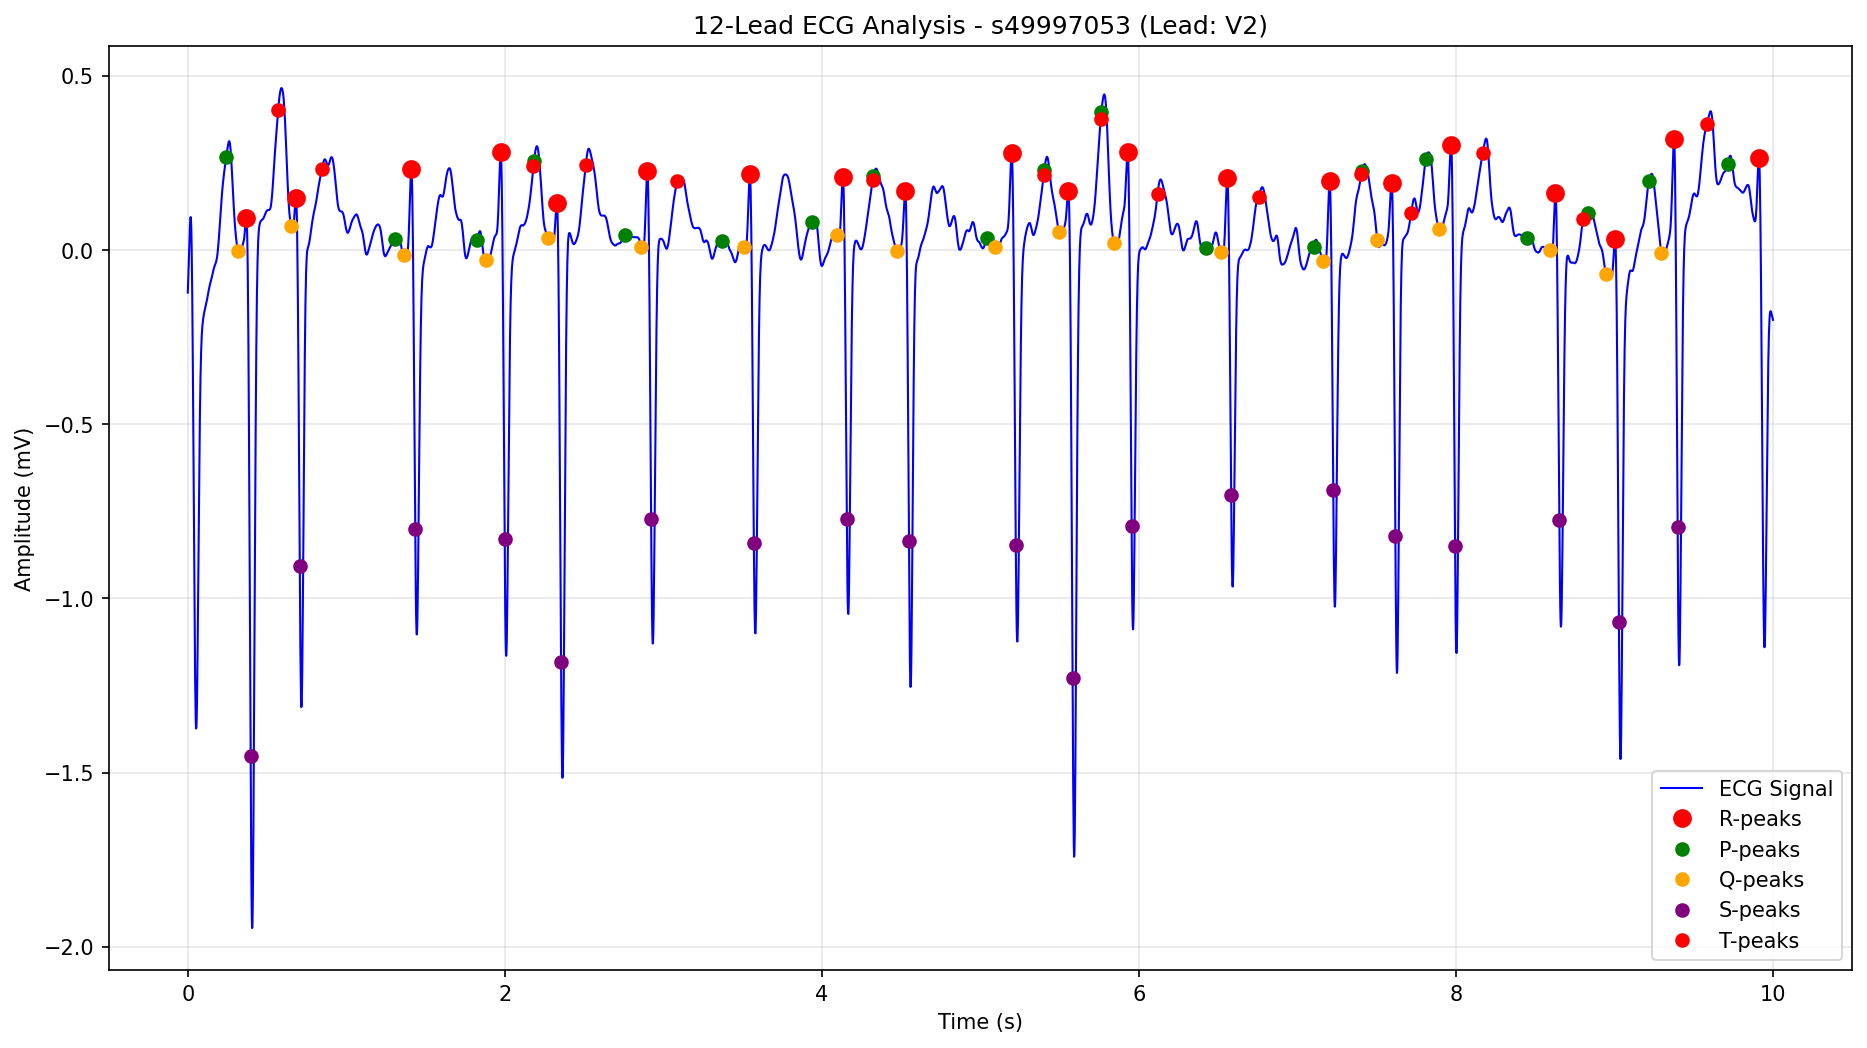 12-Lead ECG Analysis - s49997053 (Lead: V2)
Amplitude (mV)
0.5
0.0
−0.5
−1.0
−1.5
−2.0
0 2 4 6 8 10
Time (s)
ECG Signal
R-peaks
P-peaks
Q-peaks
S-peaks
T-peaks